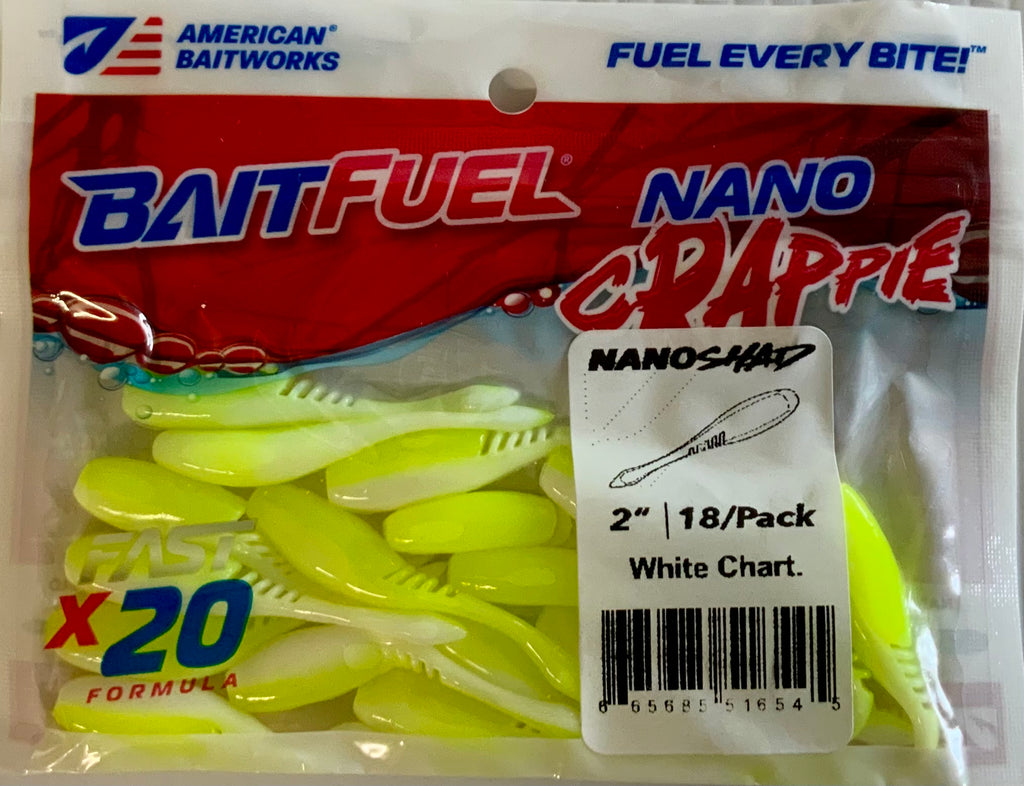 AMERICAN®
BAITWORKS
FUEL EVERY BITE!™
BAITFUEL®
NANO
CRAPPIE
NANOSHAD
2" | 18/Pack
White Chart.
FAST
X20
FORMULA
6 65685 51654 5